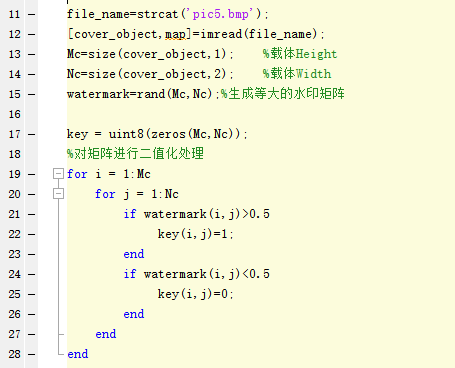 11 – file_name=strcat('pic5.bmp');
12 – [cover_object,map]=imread(file_name);
13 – Mc=size(cover_object,1); %载体Height
14 – Nc=size(cover_object,2); %载体Width
15 – watermark=rand(Mc,Nc);%生成等大的水印矩阵
16
17 – key = uint8(zeros(Mc,Nc));
18 %对矩阵进行二值化处理
19 – for i = 1:Mc
20 – for j = 1:Nc
21 – if watermark(i,j)>0.5
22 – key(i,j)=1;
23 – end
24 – if watermark(i,j)<0.5
25 – key(i,j)=0;
26 – end
27 – end
28 – end